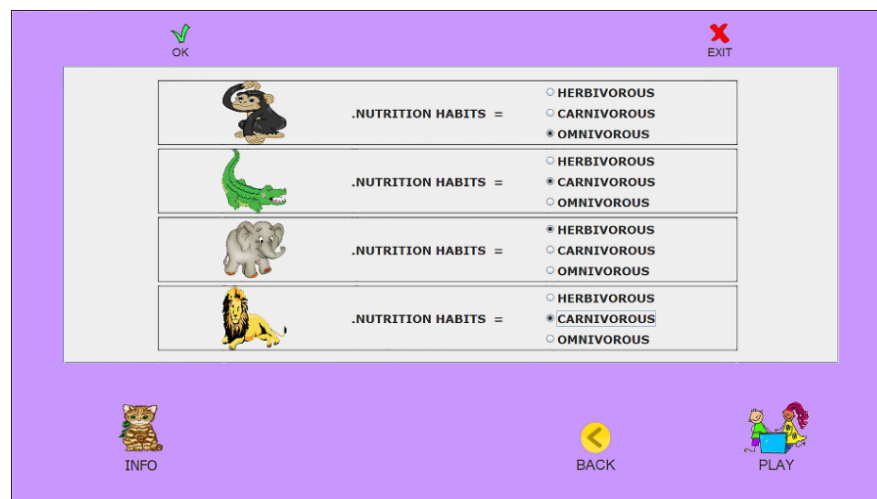 OK
EXIT
HERBIVOROUS
.NUTRITION HABITS = CARNIVOROUS
OMNIVOROUS
HERBIVOROUS
.NUTRITION HABITS = CARNIVOROUS
OMNIVOROUS
HERBIVOROUS
.NUTRITION HABITS = CARNIVOROUS
OMNIVOROUS
HERBIVOROUS
.NUTRITION HABITS = CARNIVOROUS
OMNIVOROUS
INFO
BACK
PLAY